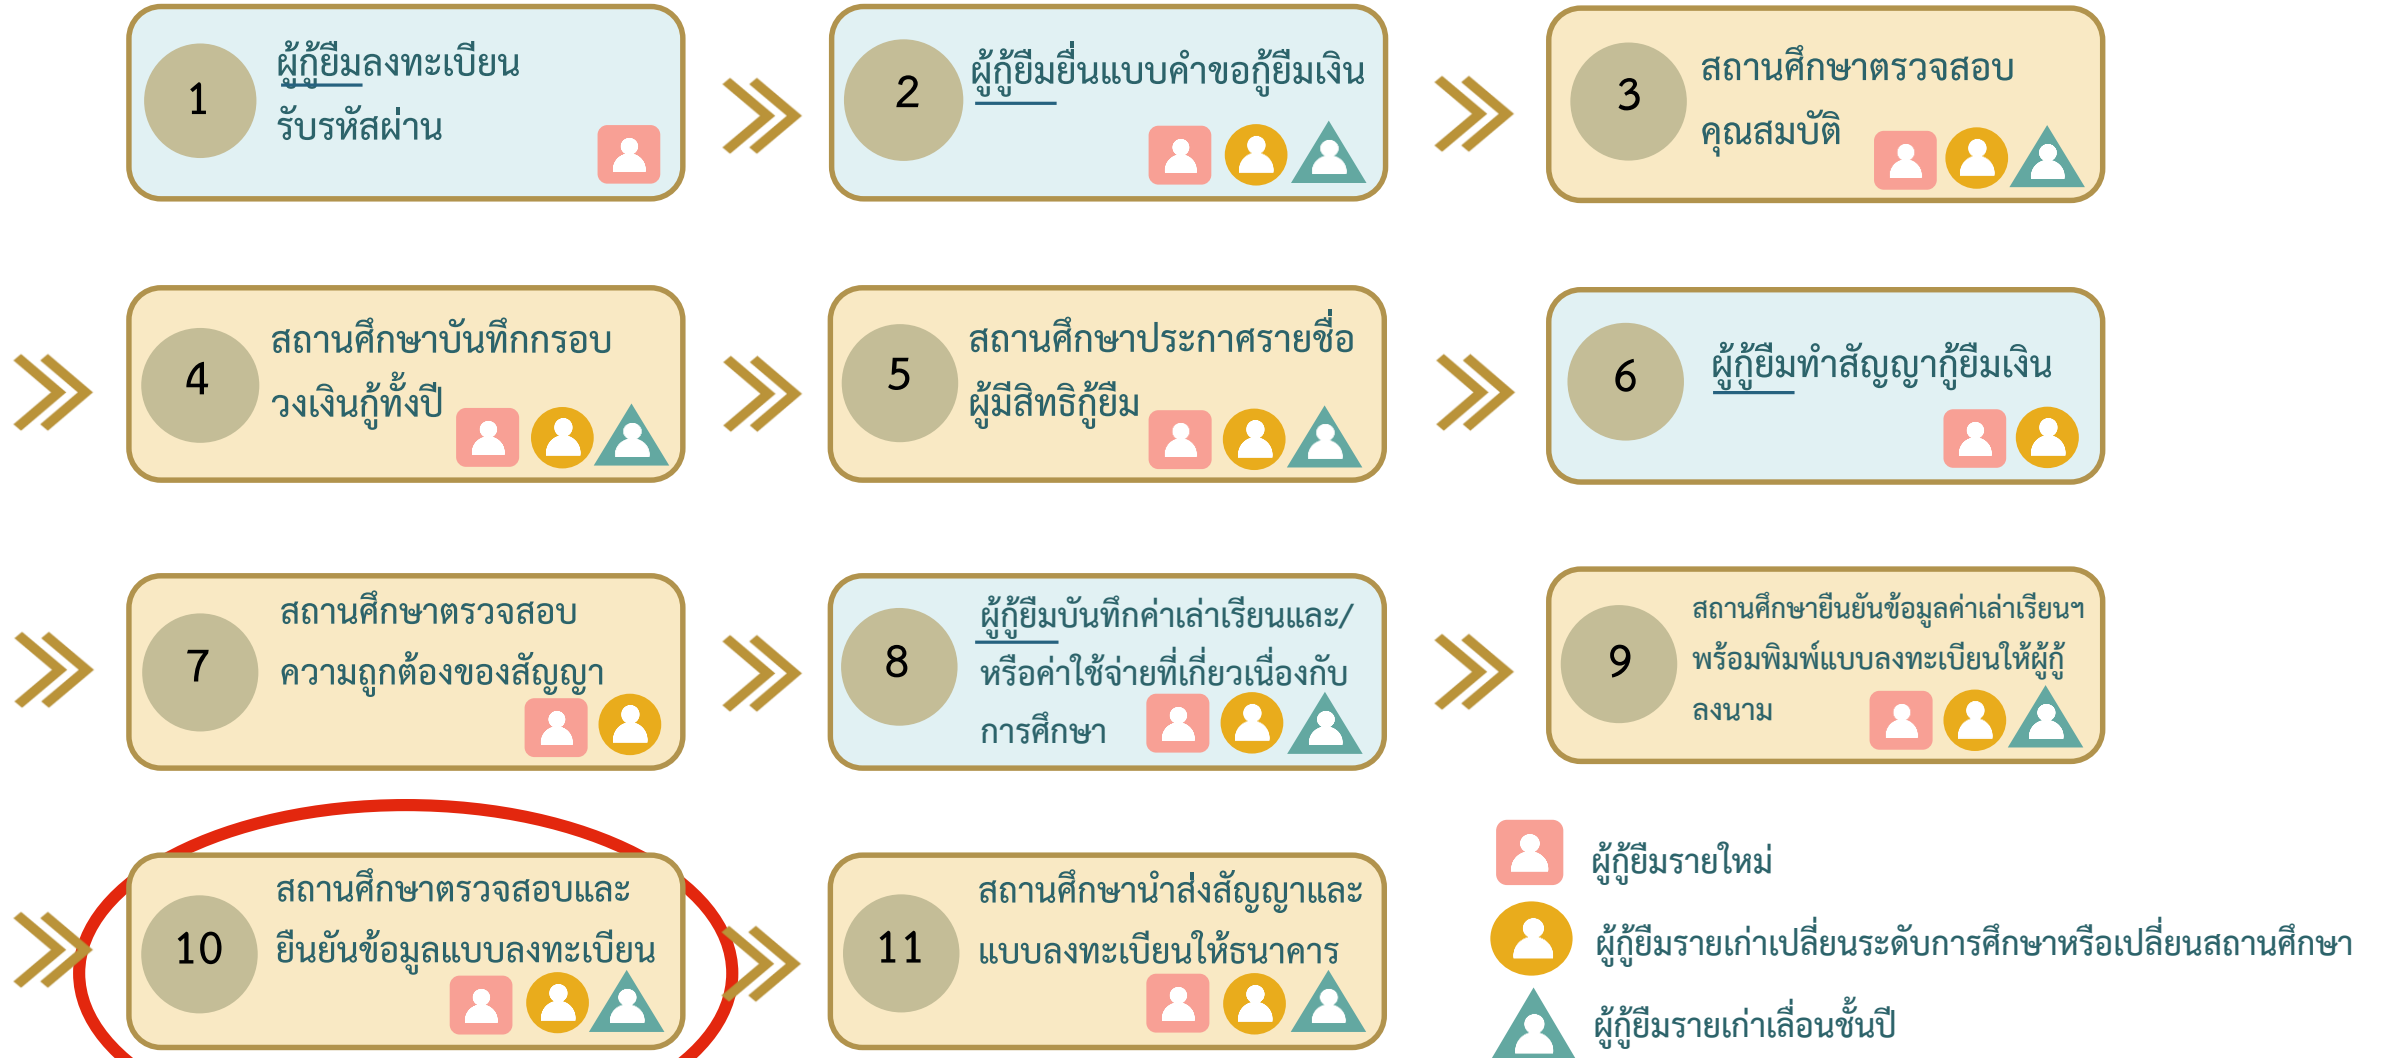 1
ผู้กู้ยืมลงทะเบียน
รับรหัสผ่าน
2
ผู้กู้ยืมยื่นแบบคำขอกู้ยืมเงิน
3
สถานศึกษาตรวจสอบ
คุณสมบัติ
4
สถานศึกษาบันทึกกรอบ
วงเงินกู้ทั้งปี
5
สถานศึกษาประกาศรายชื่อ
ผู้มีสิทธิกู้ยืม
6
ผู้กู้ยืมทำสัญญากู้ยืมเงิน
7
สถานศึกษาตรวจสอบ
ความถูกต้องของสัญญา
8
ผู้กู้ยืมบันทึกค่าเล่าเรียนและ/
หรือค่าใช้จ่ายที่เกี่ยวเนื่องกับ
การศึกษา
9
สถานศึกษายืนยันข้อมูลค่าเล่าเรียนฯ
พร้อมพิมพ์แบบลงทะเบียนให้ผู้กู้
ลงนาม
10
สถานศึกษาตรวจสอบและ
ยืนยันข้อมูลแบบลงทะเบียน
11
สถานศึกษานำส่งสัญญาและ
แบบลงทะเบียนให้ธนาคาร
ผู้กู้ยืมรายใหม่
ผู้กู้ยืมรายเก่าเปลี่ยนระดับการศึกษาหรือเปลี่ยนสถานศึกษา
ผู้กู้ยืมรายเก่าเลื่อนชั้นปี